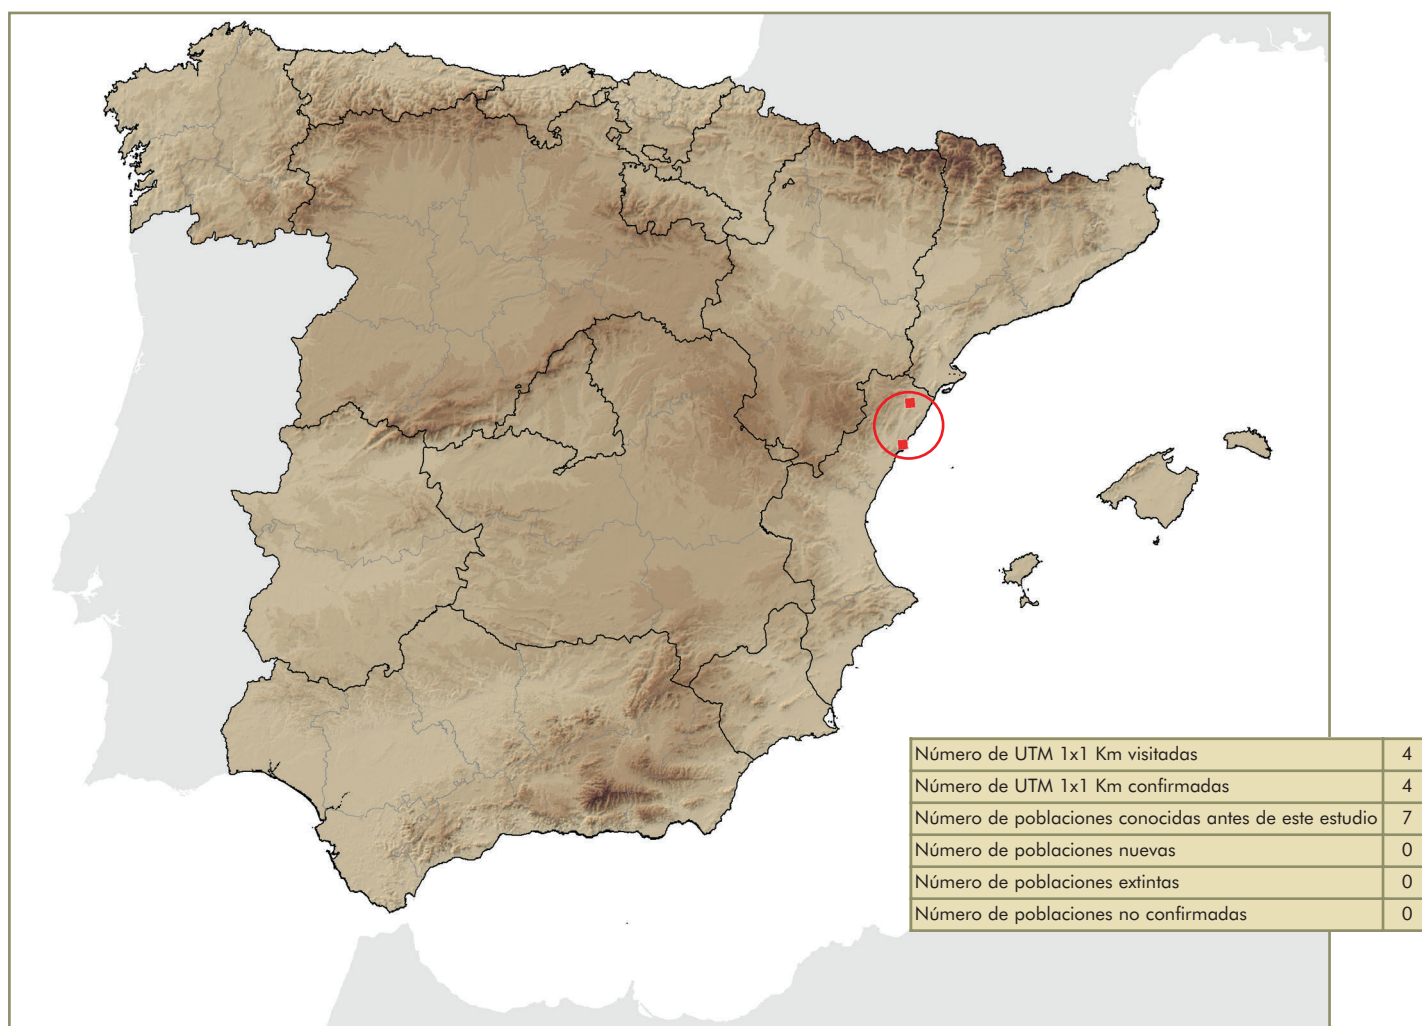 Número de UTM 1x1 Km visitadas 4
Número de UTM 1x1 Km confirmadas 4
Número de poblaciones conocidas antes de este estudio 7
Número de poblaciones nuevas 0
Número de poblaciones extintas 0
Número de poblaciones no confirmadas 0